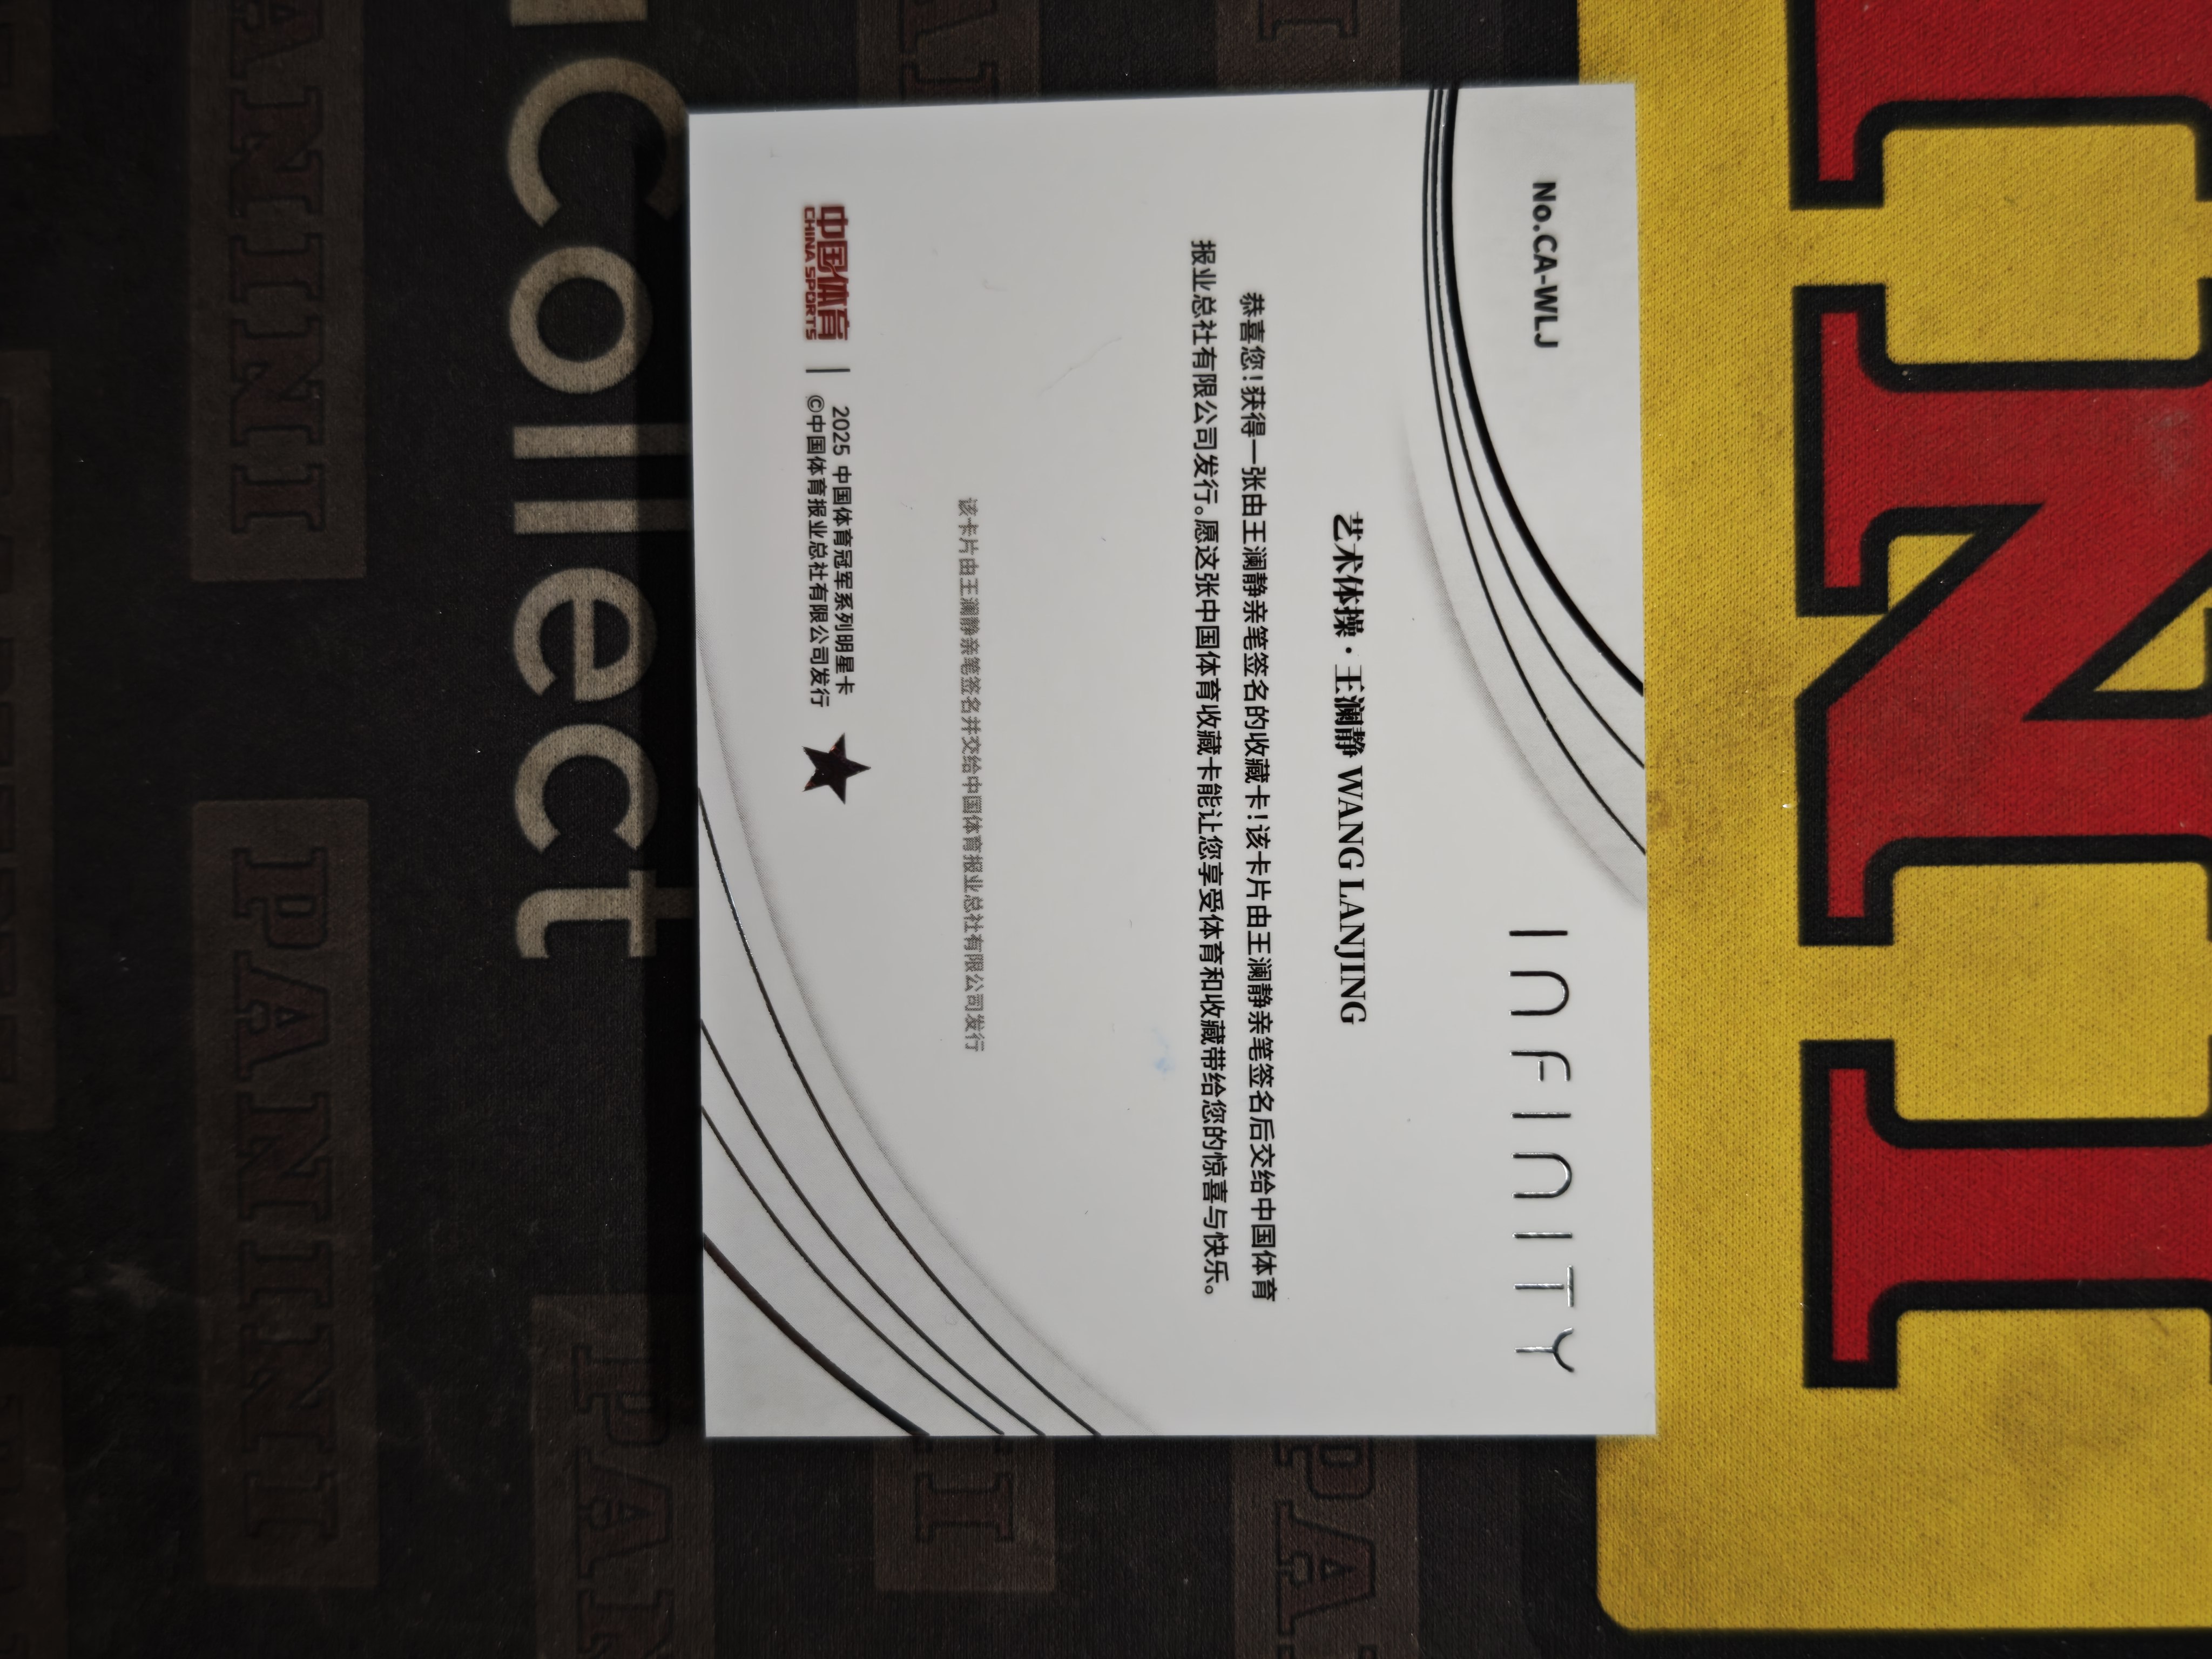 No.CA-WLJ
INFINITY
艺术体操·王澜静 WANG LANJING
恭喜您！获得一张由王澜静亲笔签名的收藏卡！该卡片由王澜静亲笔签名后交给中国体育
报业总社有限公司发行。愿这张中国体育收藏卡能让您享受体育和收藏带给您的惊喜与快乐。
该卡片由王澜静亲笔签名并交给中国体育报业总社有限公司发行
中国体育
CHINA SPORTS
2025 中国体育冠军系列明星卡
©中国体育报业总社有限公司发行
Collect
PANINI
PANINI